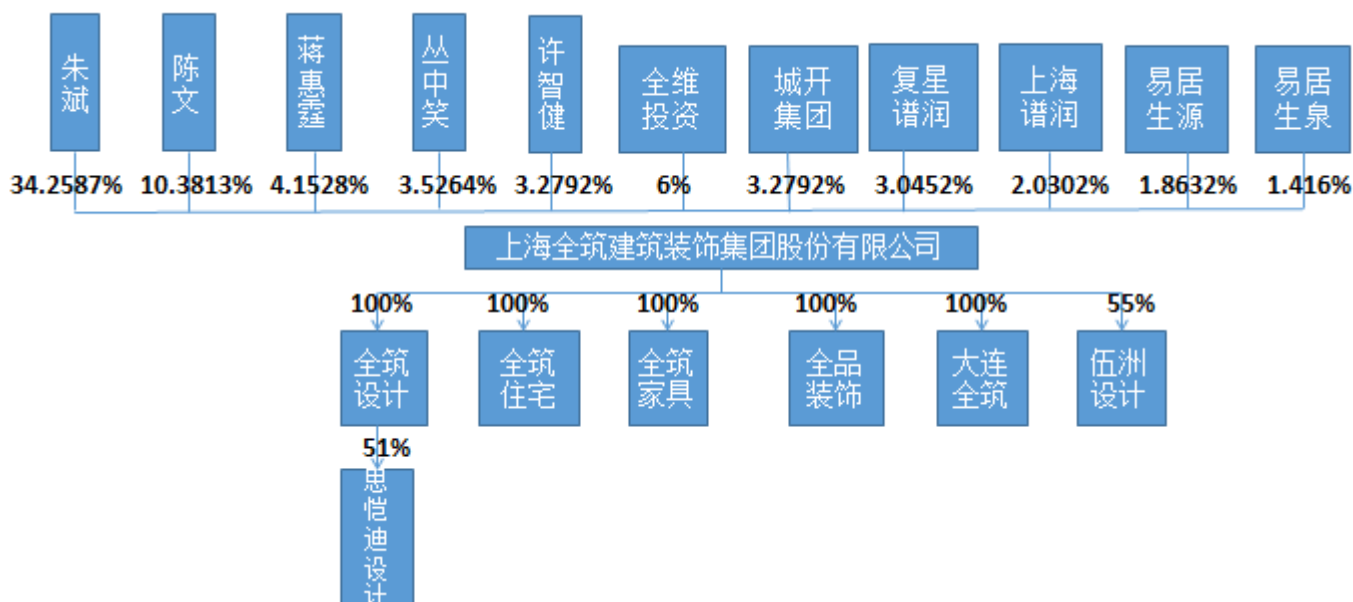 朱斌
陈文
蒋惠霆
丛中笑
许智健
全维
投资
城开
集团
复星
谱润
上海
谱润
易居
生源
易居
生泉
34.2587%
10.3813%
4.1528%
3.5264%
3.2792%
6%
3.2792%
3.0452%
2.0302%
1.8632%
1.416%
上海全筑建筑装饰集团股份有限公司
100%
100%
100%
100%
100%
55%
全筑
设计
全筑
住宅
全筑
家具
全品
装饰
大连
全筑
伍洲
设计
51%
思恺迪设计